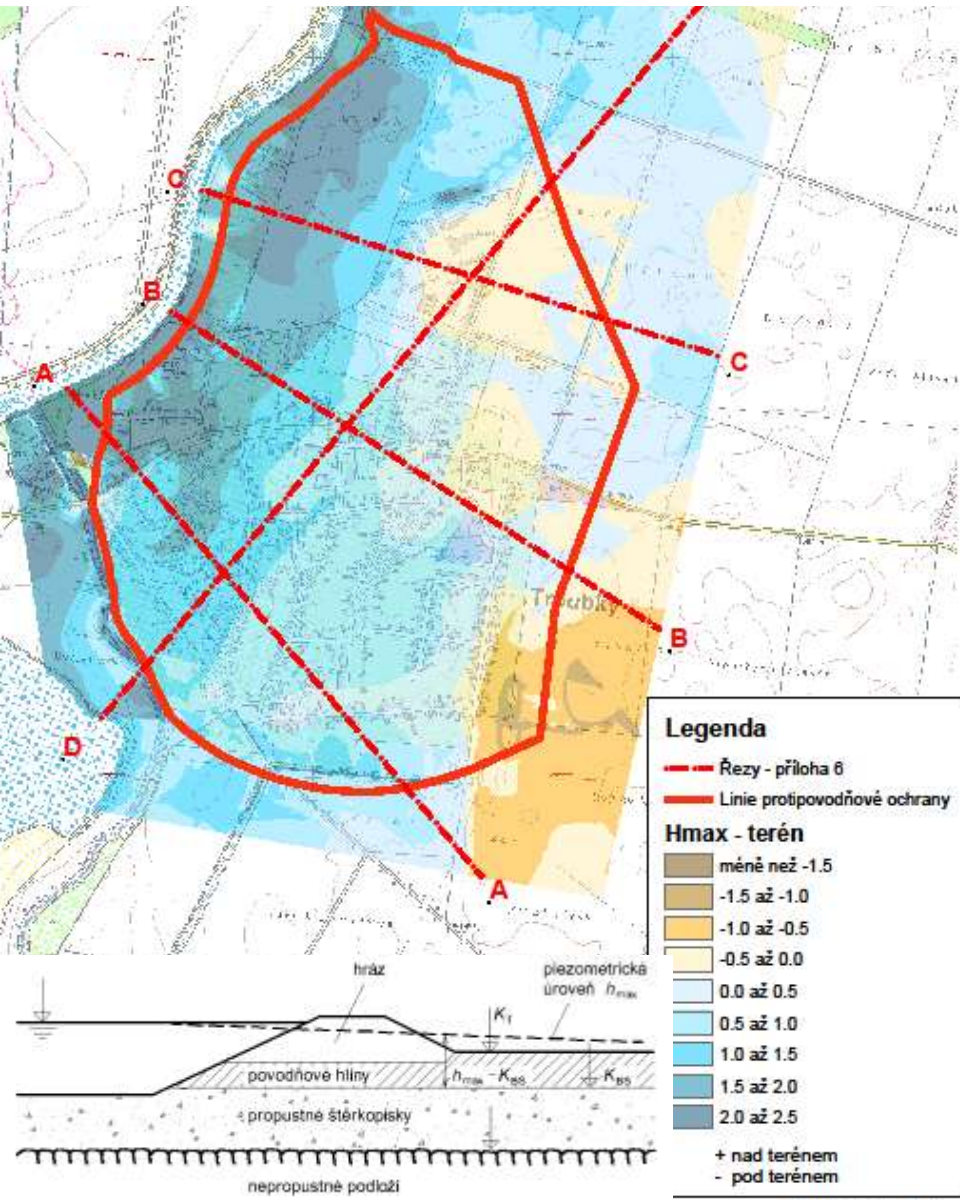 C
B
A
C
B
Troubky
D
A
Legenda
Řezy - příloha 6
Linie protipovodňové ochrany
Hmax - terén
méně než -1.5
-1.5 až -1.0
-1.0 až -0.5
-0.5 až 0.0
0.0 až 0.5
0.5 až 1.0
1.0 až 1.5
1.5 až 2.0
2.0 až 2.5
+ nad terénem
- pod terénem
hráz
piezometrická
úroveň hmax
KT
povodňové hlíny
hmax - KBS
KBS
propustné štěrkopísky
nepropustné podloží